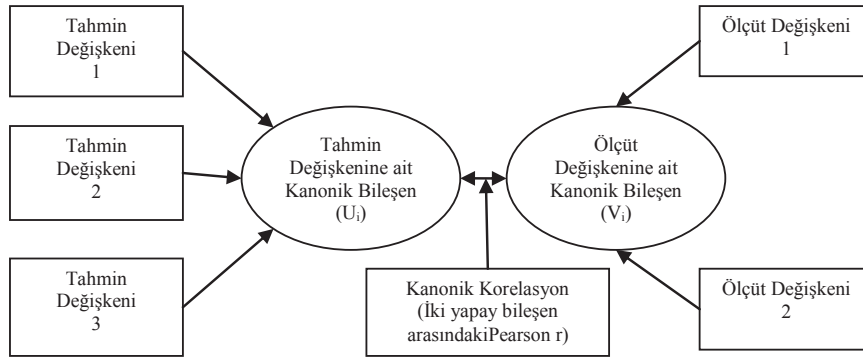 Tahmin
Değişkeni
1
Tahmin
Değişkeni
2
Tahmin
Değişkeni
3
Tahmin
Değişkenine ait
Kanonik Bileşen
(Uᵢ)
Kanonik Korelasyon
(İki yapay bileşen
arasındakiPearson r)
Ölçüt
Değişkenine ait
Kanonik Bileşen
(Vᵢ)
Ölçüt Değişkeni
1
Ölçüt Değişkeni
2